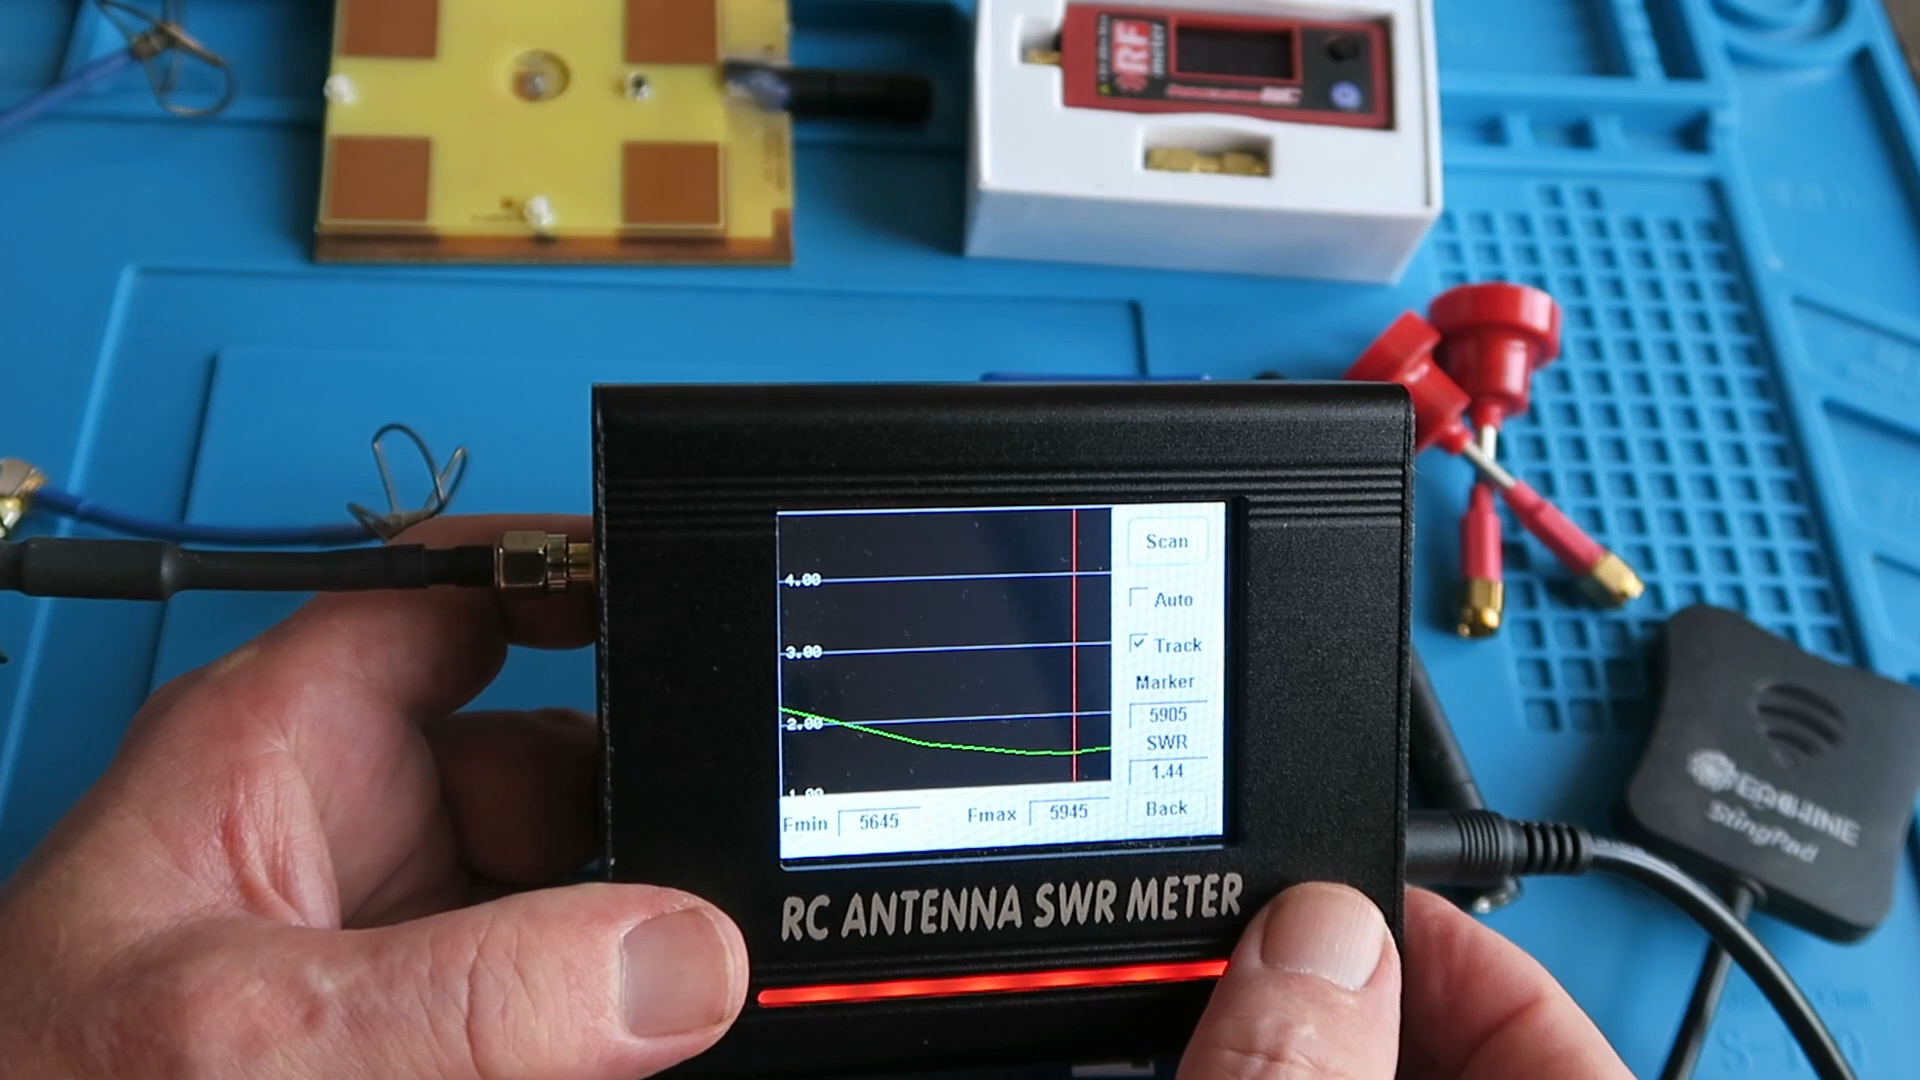 RF
meter
4.00
3.00
2.00
1.00
Scan
Auto
Track
Marker
5905
SWR
1.44
Back
Fmin 5645 Fmax 5945
RC ANTENNA SWR METER
StingPad